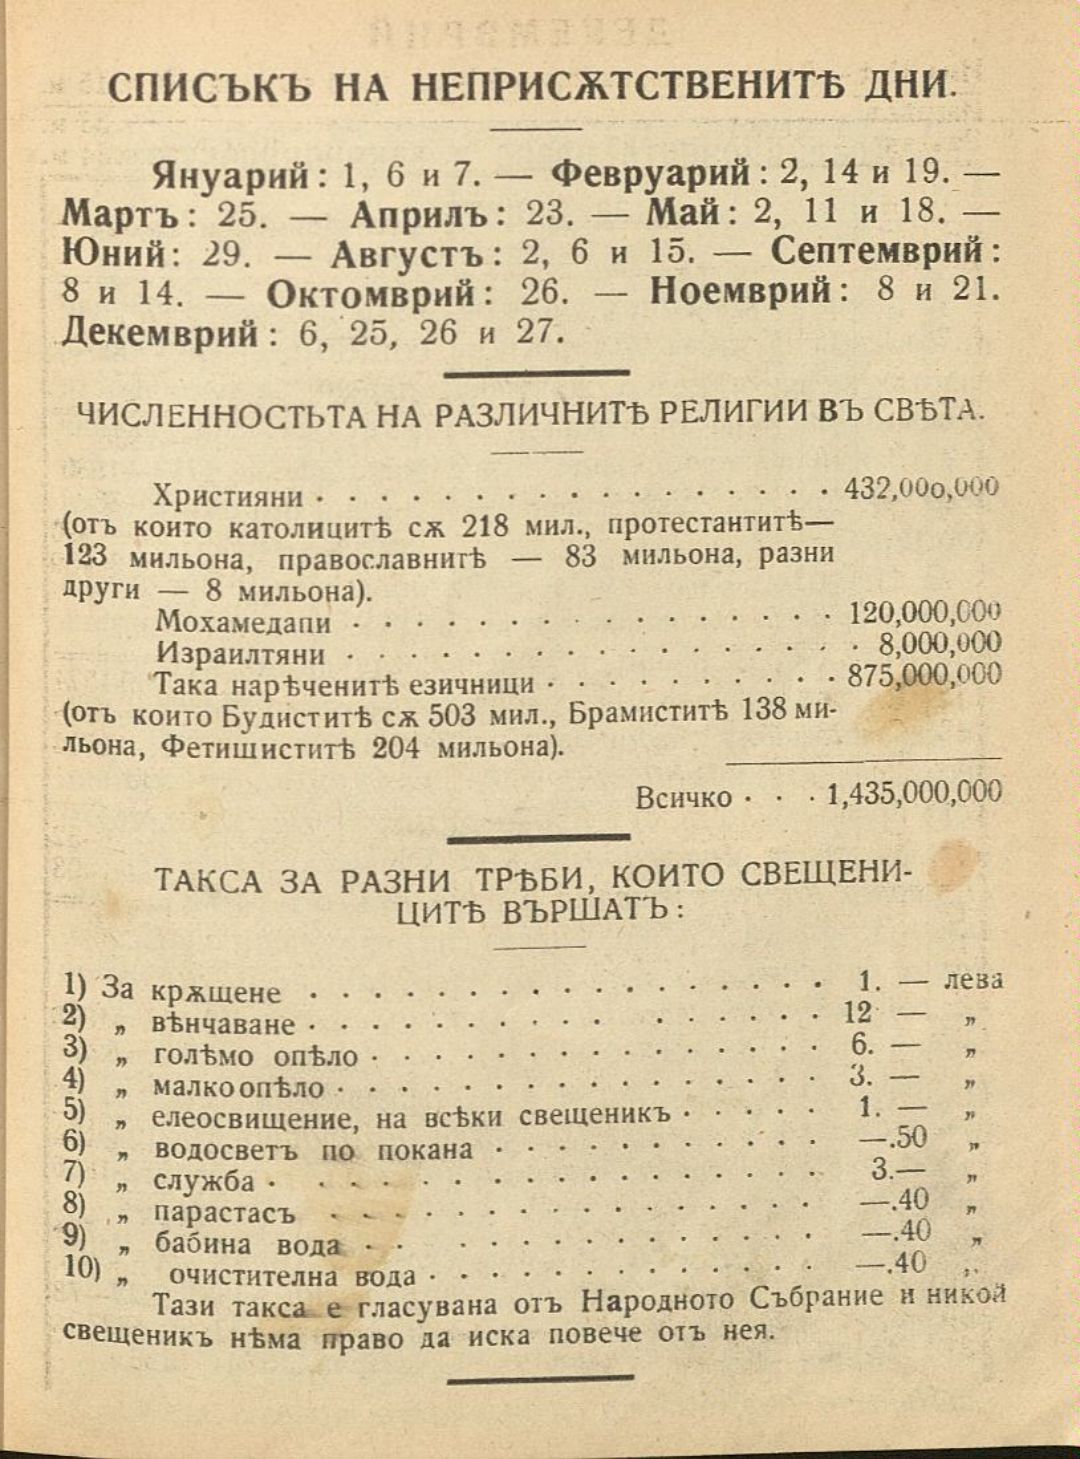 СПИСЪКЪ НА НЕПРИСѪТСТВЕНИТѢ ДНИ.
Януарий: 1, 6 и 7. — Февруарий: 2, 14 и 19. —
Мартъ: 25. — Априлъ: 23. — Май: 2, 11 и 18. —
Юний: 29. — Августъ: 2, 6 и 15. — Септемврий:
8 и 14. — Октомврий: 26. — Ноемврий: 8 и 21.
Декемврий: 6, 25, 26 и 27.
ЧИСЛЕННОСТЬТА НА РАЗЛИЧНИТѢ РЕЛИГИИ ВЪ СВѢТА.
Християни . . . . . . . . . . . . . . . . . 432,000,000
(отъ които католицитѣ сѫ 218 мил., протестантитѣ—
123 мильона, православнитѣ — 83 мильона, разни
други — 8 мильона).
Мохамедапи . . . . . . . . . . . . . . . . 120,000,000
Израилтяни . . . . . . . . . . . . . . . . . 8,000,000
Така нарѣченитѣ езичници . . . . . . . . . . 875,000,000
(отъ които Будиститѣ сѫ 503 мил., Брамиститѣ 138 ми-
льона, Фетишиститѣ 204 мильона).
Всичко . . . 1,435,000,000
ТАКСА ЗА РАЗНИ ТРѢБИ, КОИТО СВЕЩЕНИ-
ЦИТѢ ВЪРШАТЪ:
1) За крѫщене . . . . . . . . . . . . . . . . . . 1. — лева
2) „ вѣнчаване . . . . . . . . . . . . . . . . 12 — „
3) „ голѣмо опѣло . . . . . . . . . . . . . . . 6. — „
4) „ малко опѣло . . . . . . . . . . . . . . . . 3. — „
5) „ елеосвищение, на всѣки свещеникъ . . . . . 1. — „
6) „ водосветъ по покана . . . . . . . . . . . —.50 „
7) „ служба . . . . . . . . . . . . . . . . . . 3.— „
8) „ парастасъ . . . . . . . . . . . . . . . . —.40 „
9) „ бабина вода . . . . . . . . . . . . . . —.40 „
10) „ очистителна вода . . . . . . . . . . . . —.40 „
Тази такса е гласувана отъ Народното Събрание и никой
свещеникъ нѣма право да иска повече отъ нея.